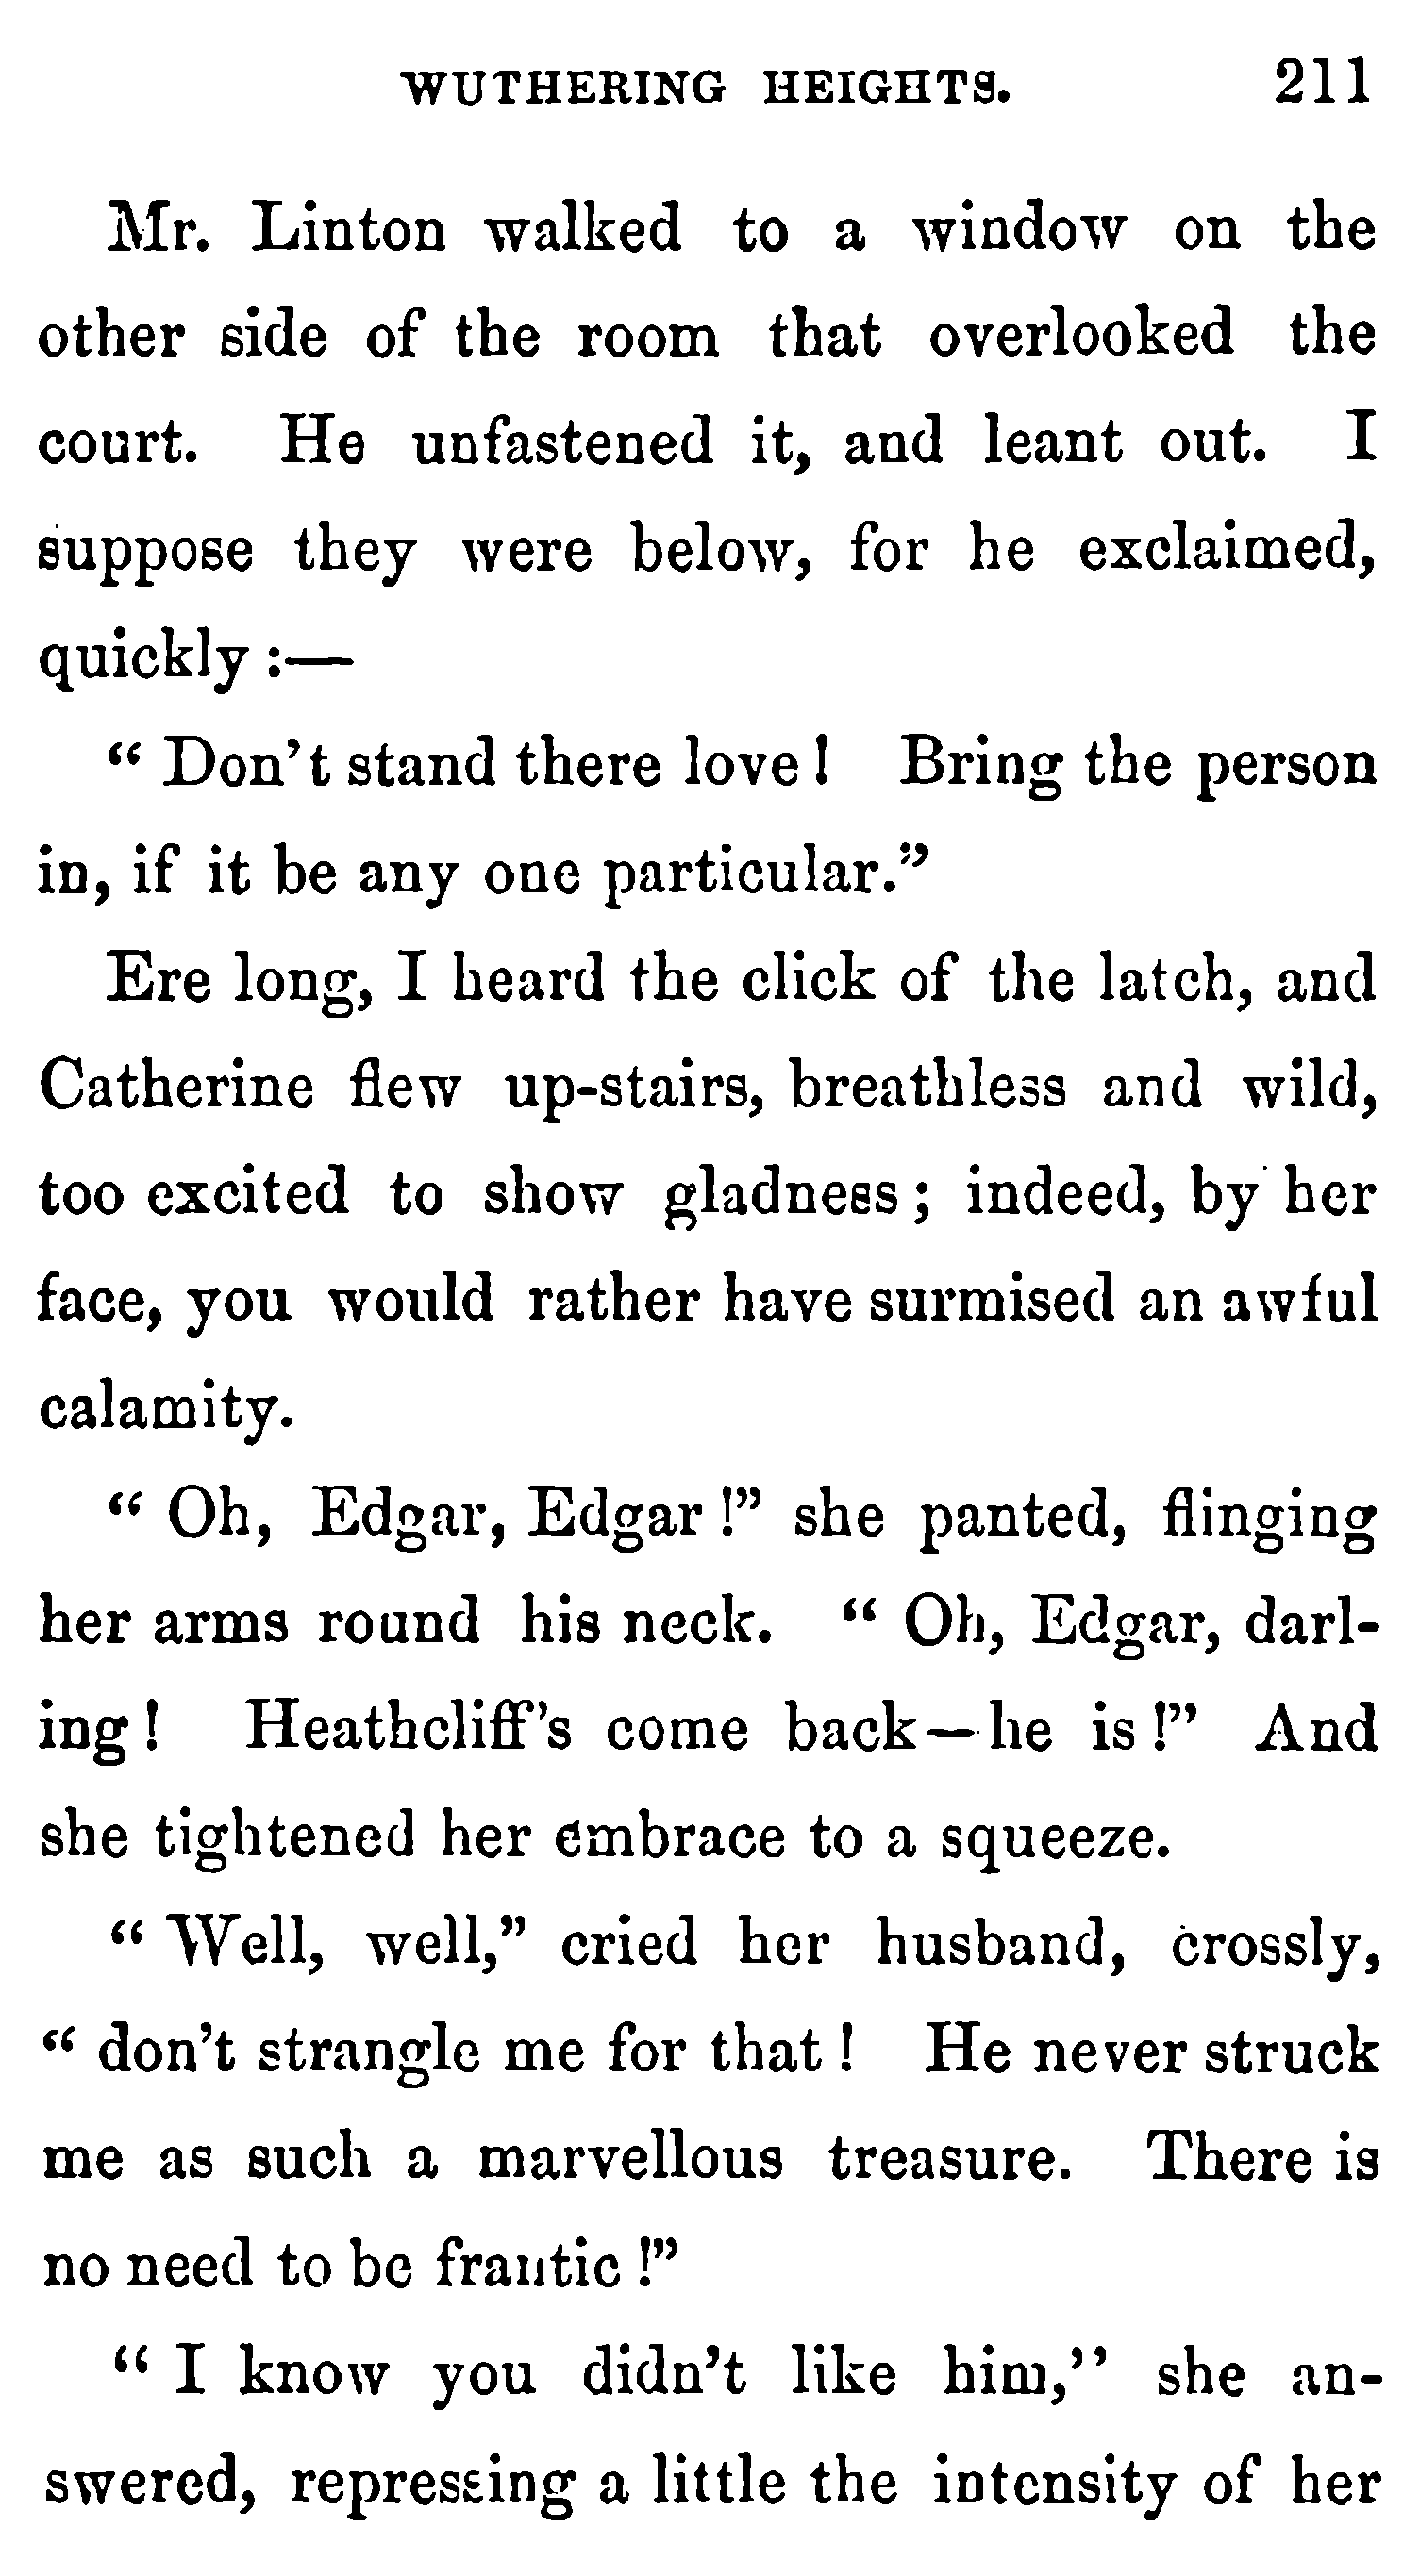 WUTHERING HEIGHTS. 211
Mr. Linton walked to a window on the
other side of the room that overlooked the
court. He unfastened it, and leant out. I
suppose they were below, for he exclaimed,
quickly :—
“ Don’t stand there love ! Bring the person
in, if it be any one particular.”
Ere long, I heard the click of the latch, and
Catherine flew up-stairs, breathless and wild,
too excited to show gladness ; indeed, by her
face, you would rather have surmised an awful
calamity.
“ Oh, Edgar, Edgar !” she panted, flinging
her arms round his neck. “ Oh, Edgar, darl-
ing ! Heathcliff’s come back—he is !” And
she tightened her embrace to a squeeze.
“ Well, well,” cried her husband, crossly,
“ don’t strangle me for that ! He never struck
me as such a marvellous treasure. There is
no need to be frantic !”
“ I know you didn’t like him,’’ she an-
swered, repressing a little the intensity of her